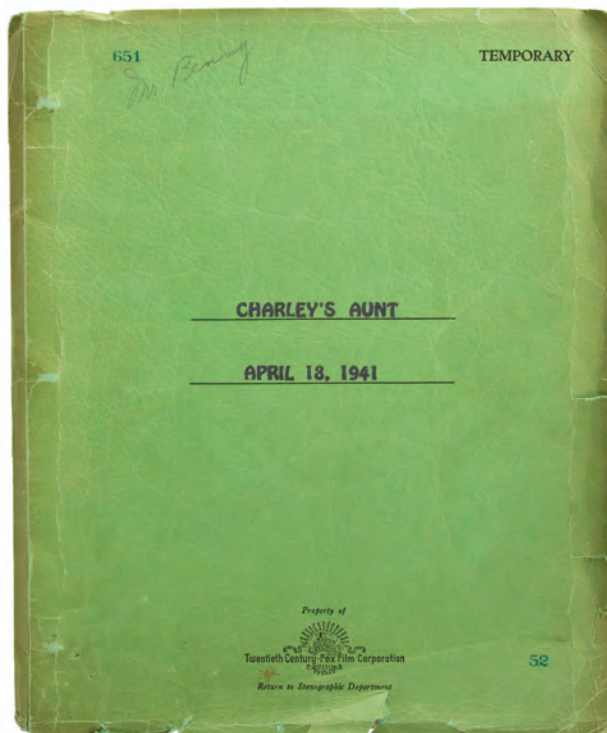 651
TEMPORARY
Mr. Benny
CHARLEY'S AUNT
APRIL 18, 1941
Property of
Twentieth Century-Fox Film Corporation
52
Return to Stenographic Department